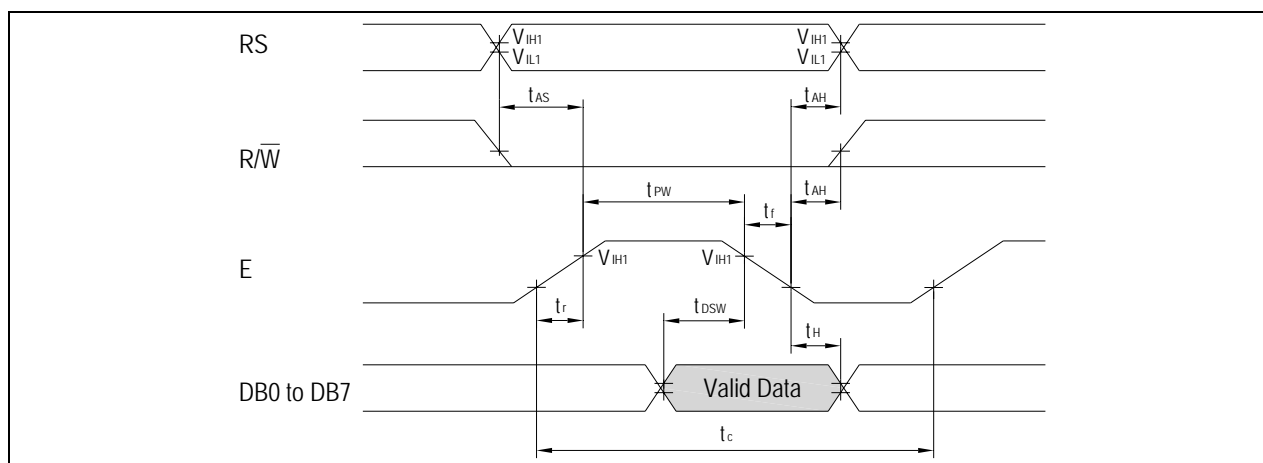 RS
VIH1
VIL1
VIH1
VIL1
tAS
tAH
R/W̅
tPW
tf
tAH
E
VIH1
VIH1
tr
tDSW
tH
DB0 to DB7
Valid Data
tc